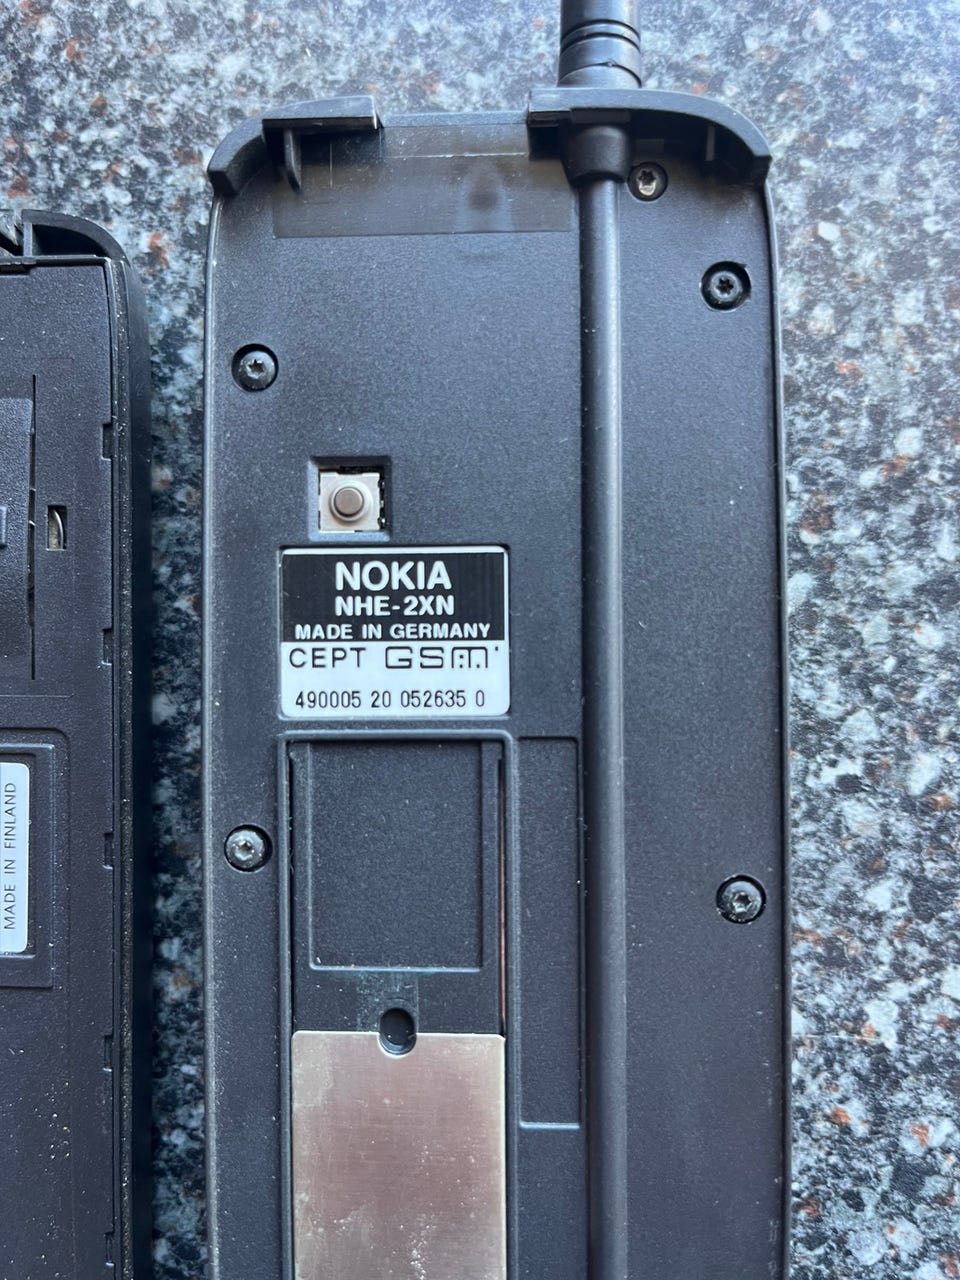 NOKIA
NHE-2XN
MADE IN GERMANY
CEPT GSM
490005 20 052635 0
MADE IN FINLAND